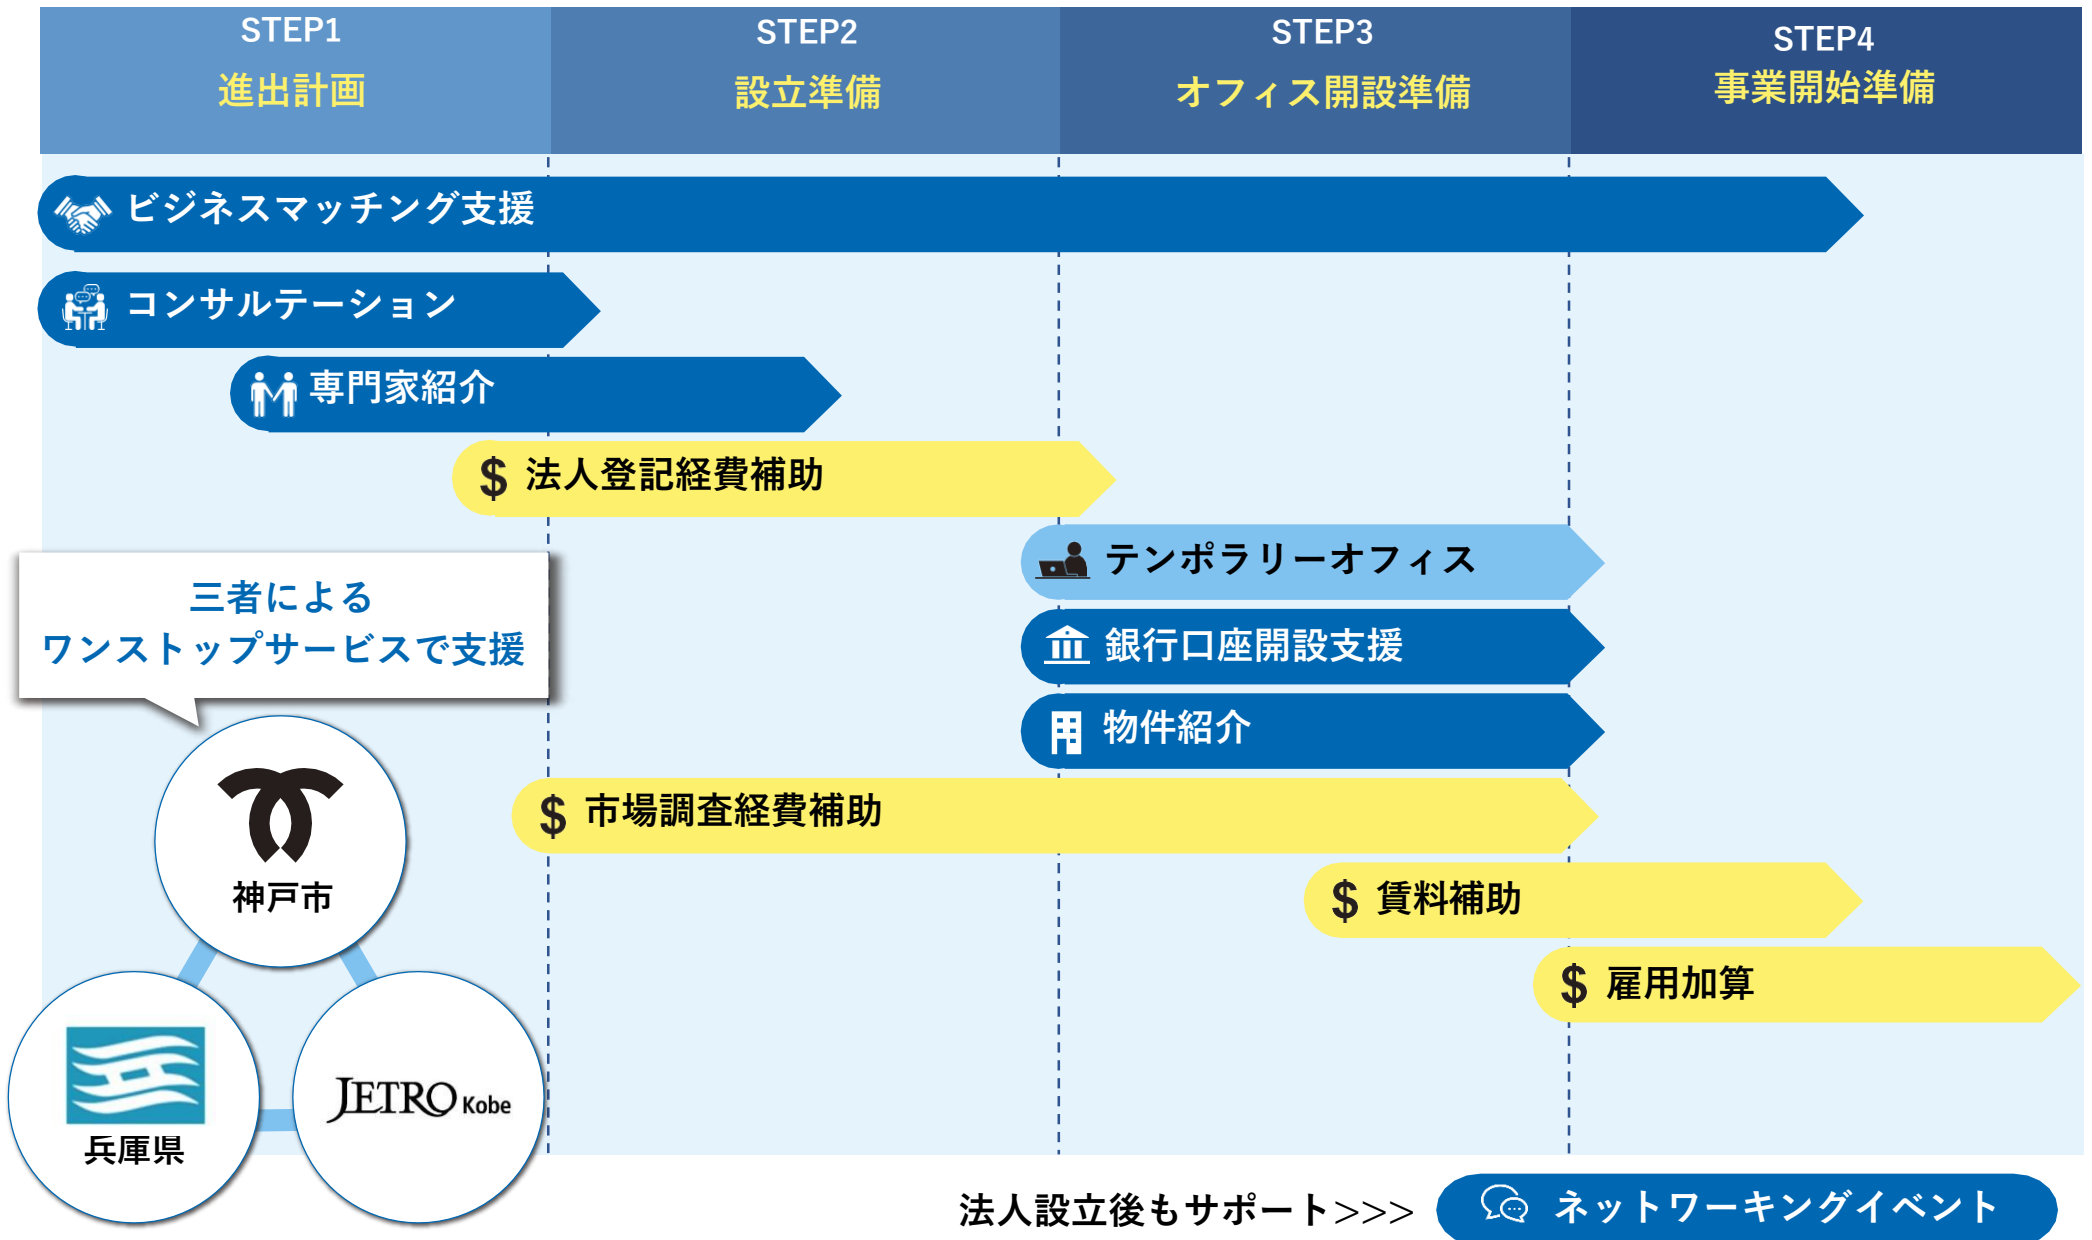 STEP1
進出計画
STEP2
設立準備
STEP3
オフィス開設準備
STEP4
事業開始準備
ビジネスマッチング支援
コンサルテーション
専門家紹介
$ 法人登記経費補助
テンポラリーオフィス
銀行口座開設支援
物件紹介
$ 市場調査経費補助
$ 賃料補助
$ 雇用加算
三者による
ワンストップサービスで支援
神戸市
兵庫県
JETRO Kobe
法人設立後もサポート>>>
ネットワーキングイベント